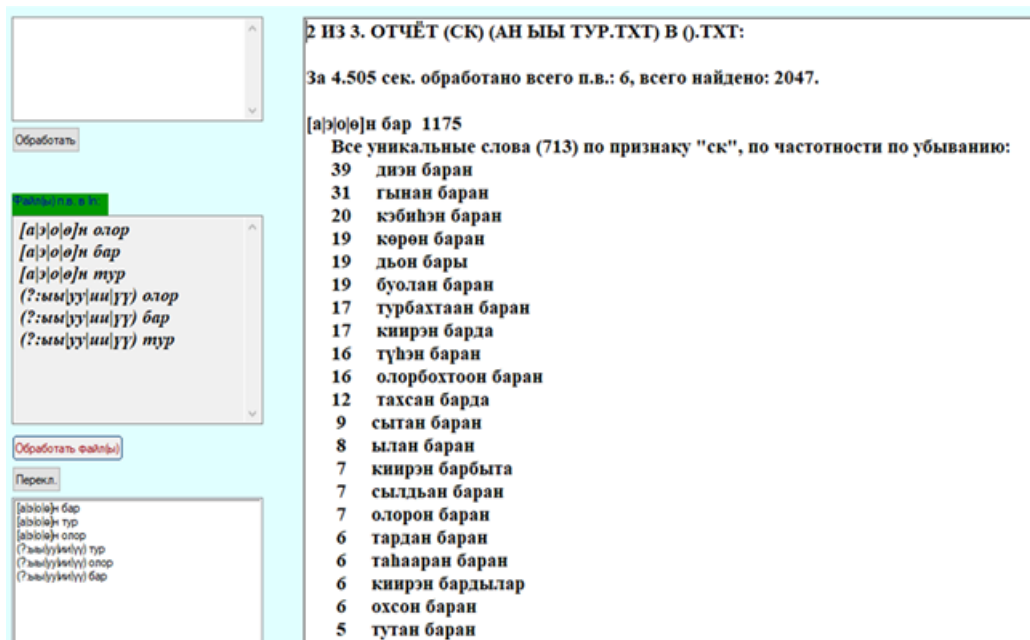 Обработать
Файл(ы) п.в. в in:
[а|э|о|ө]н олор
[а|э|о|ө]н бар
[а|э|о|ө]н тур
(?:ыы|уу|ии|үү) олор
(?:ыы|уу|ии|үү) бар
(?:ыы|уу|ии|үү) тур
Обработать файл(ы)
Перекл.
[а|э|о|ө]н бар
[а|э|о|ө]н тур
[а|э|о|ө]н олор
(?:ыы|уу|ии|үү) тур
(?:ыы|уу|ии|үү) олор
(?:ыы|уу|ии|үү) бар
2 ИЗ 3. ОТЧЁТ (СК) (АН ЫЫ ТУР.ТХТ) В ().ТХТ:
За 4.505 сек. обработано всего п.в.: 6, всего найдено: 2047.
[а|э|о|ө]н бар 1175
Все уникальные слова (713) по признаку "ск", по частотности по убыванию:
39 диэн баран
31 гынан баран
20 кэбиһэн баран
19 көрөн баран
19 дьон бары
19 буолан баран
17 турбахтаан баран
17 киирэн барда
16 түһэн баран
16 олорбохтоон баран
12 тахсан барда
9 сытан баран
8 ылан баран
7 киирэн барбыта
7 сылдьан баран
7 олорон баран
6 тардан баран
6 таһааран баран
6 киирэн бардылар
6 охсон баран
5 тутан баран